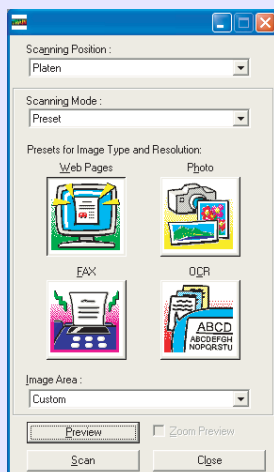 Scanning Position :
Platen
Scanning Mode :
Preset
Presets for Image Type and Resolution:
Web Pages Photo
FAX OCR
ABCD
ABCDEFGH
NOPQRSTU
Image Area :
Custom
Preview Zoom Preview
Scan Close